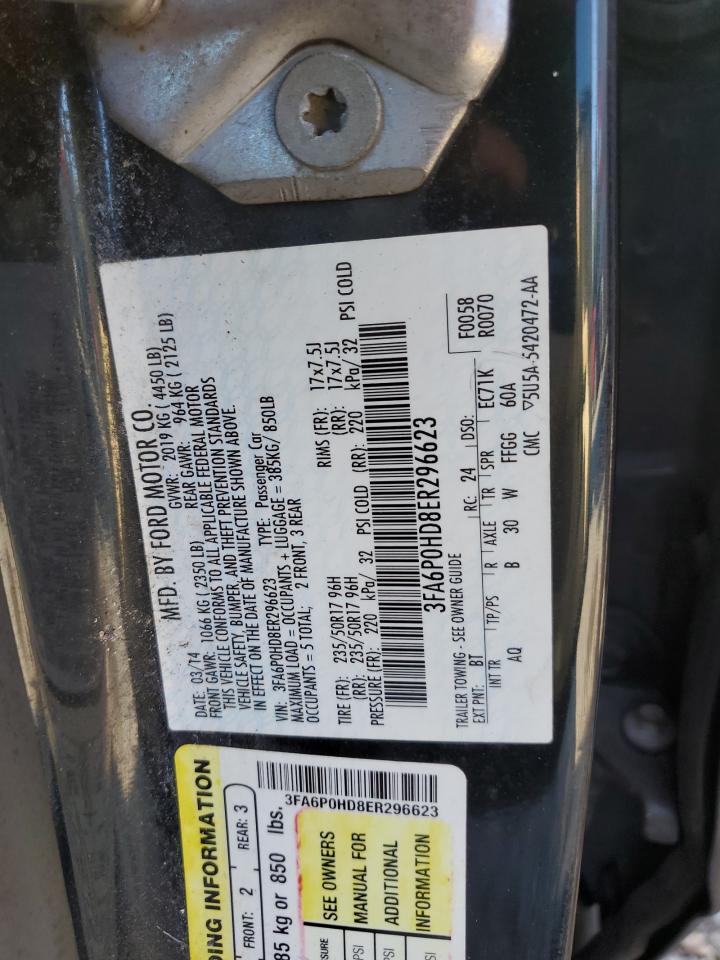 MFD. BY FORD MOTOR CO.
DATE: 03/14 GVWR: 2019 KG ( 4450 LB)
FRONT GAWR: 1066 KG ( 2350 LB) REAR GAWR: 964 KG ( 2125 LB)
THIS VEHICLE CONFORMS TO ALL APPLICABLE FEDERAL MOTOR
VEHICLE SAFETY, BUMPER, AND THEFT PREVENTION STANDARDS
IN EFFECT ON THE DATE OF MANUFACTURE SHOWN ABOVE.
VIN: 3FA6P0HD8ER296623 TYPE: Passenger Car
MAXIMUM LOAD = OCCUPANTS + LUGGAGE = 385KG/ 850LB
OCCUPANTS = 5 TOTAL; 2 FRONT, 3 REAR
TIRE (FR): 235/50R17 96H RIMS (FR): 17x7.5J
(RR): 235/50R17 96H (RR): 17x7.5J
PRESSURE (FR): 220 kPa/ 32 PSI COLD (RR): 220 kPa/ 32 PSI COLD
3FA6P0HD8ER296623
TRAILER TOWING - SEE OWNER GUIDE F0058
EXT PNT: BT RC: 24 DSO: R0070
INT TR TP/PS R AXLE TR SPR EC71K
AQ B 30 W FFGG 60A
CMC ▽5U5A-5420472-AA
3FA6P0HD8ER296623
DING INFORMATION
FRONT: 2 REAR: 3
85 kg or 850 lbs.
SSURE SEE OWNERS
PSI MANUAL FOR
PSI ADDITIONAL
SI INFORMATION